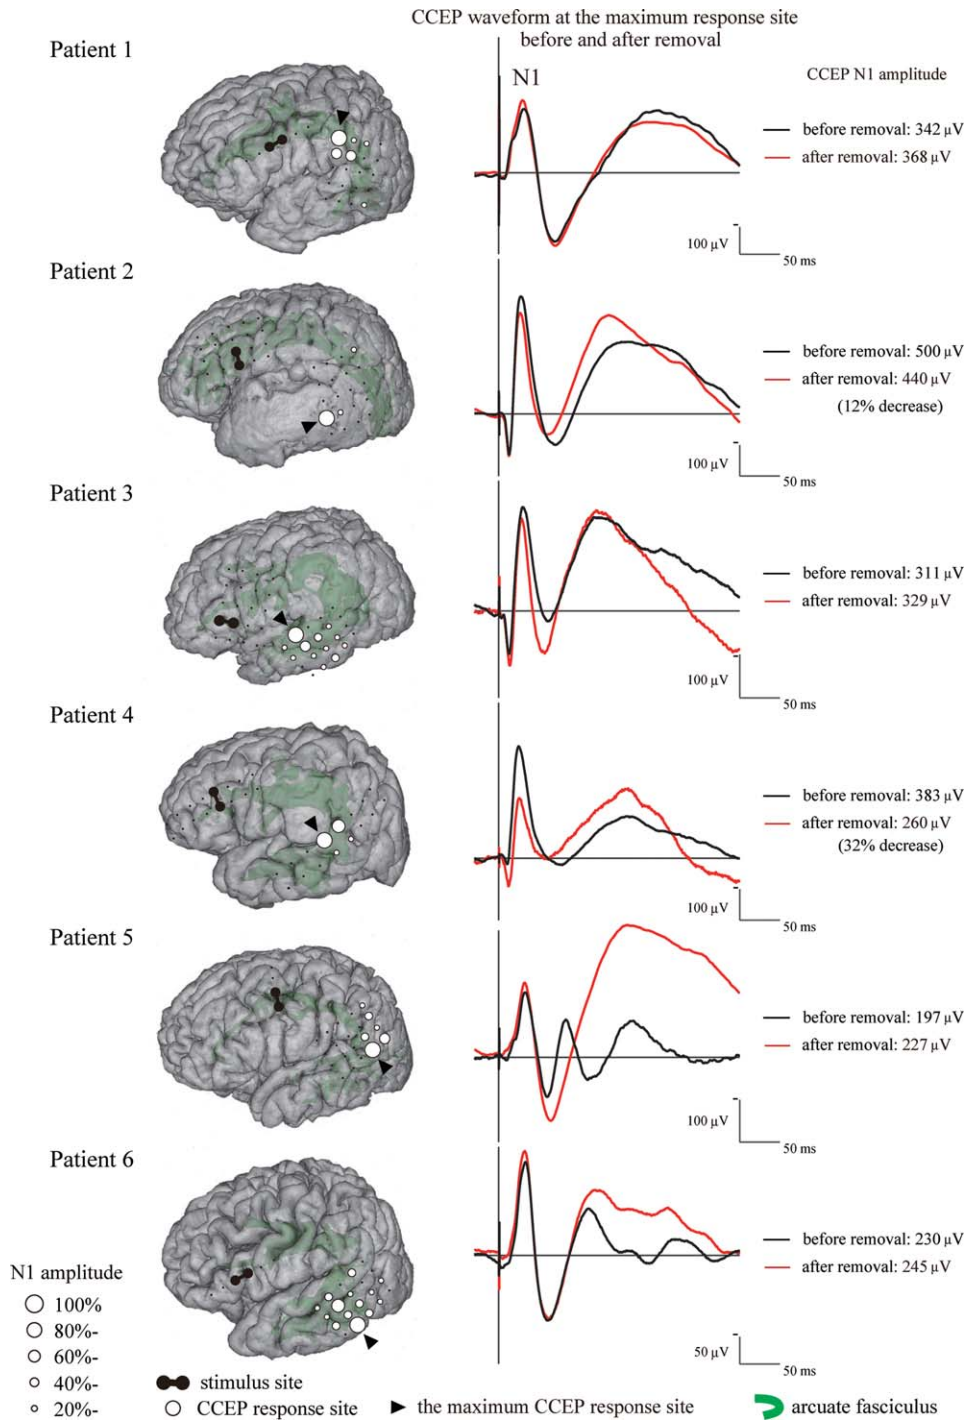 CCEP waveform at the maximum response site
before and after removal
Patient 1
N1
CCEP N1 amplitude
before removal: 342 μV
after removal: 368 μV
100 μV
50 ms
Patient 2
before removal: 500 μV
after removal: 440 μV
(12% decrease)
100 μV
50 ms
Patient 3
before removal: 311 μV
after removal: 329 μV
100 μV
50 ms
Patient 4
before removal: 383 μV
after removal: 260 μV
(32% decrease)
100 μV
50 ms
Patient 5
before removal: 197 μV
after removal: 227 μV
100 μV
50 ms
Patient 6
before removal: 230 μV
after removal: 245 μV
50 μV
50 ms
N1 amplitude
100%
80%-
60%-
40%-
20%-
stimulus site
CCEP response site
the maximum CCEP response site
arcuate fasciculus